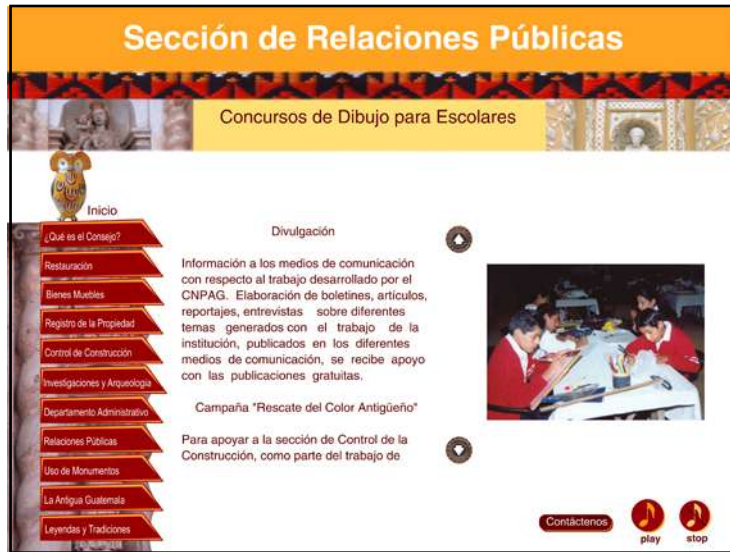 Sección de Relaciones Públicas
Concursos de Dibujo para Escolares
Inicio
¿Qué es el Consejo?
Restauración
Bienes Muebles
Registro de la Propiedad
Control de Construcción
Investigaciones y Arqueología
Departamento Administrativo
Relaciones Públicas
Uso de Monumentos
La Antigua Guatemala
Leyendas y Tradiciones
Divulgación
Información a los medios de comunicación
con respecto al trabajo desarrollado por el
CNPAG. Elaboración de boletines, artículos,
reportajes, entrevistas sobre diferentes
temas generados con el trabajo de la
institución, publicados en los diferentes
medios de comunicación, se recibe apoyo
con las publicaciones gratuitas.
Campaña "Rescate del Color Antigüeño"
Para apoyar a la sección de Control de la
Construcción, como parte del trabajo de
Contáctenos
play
stop